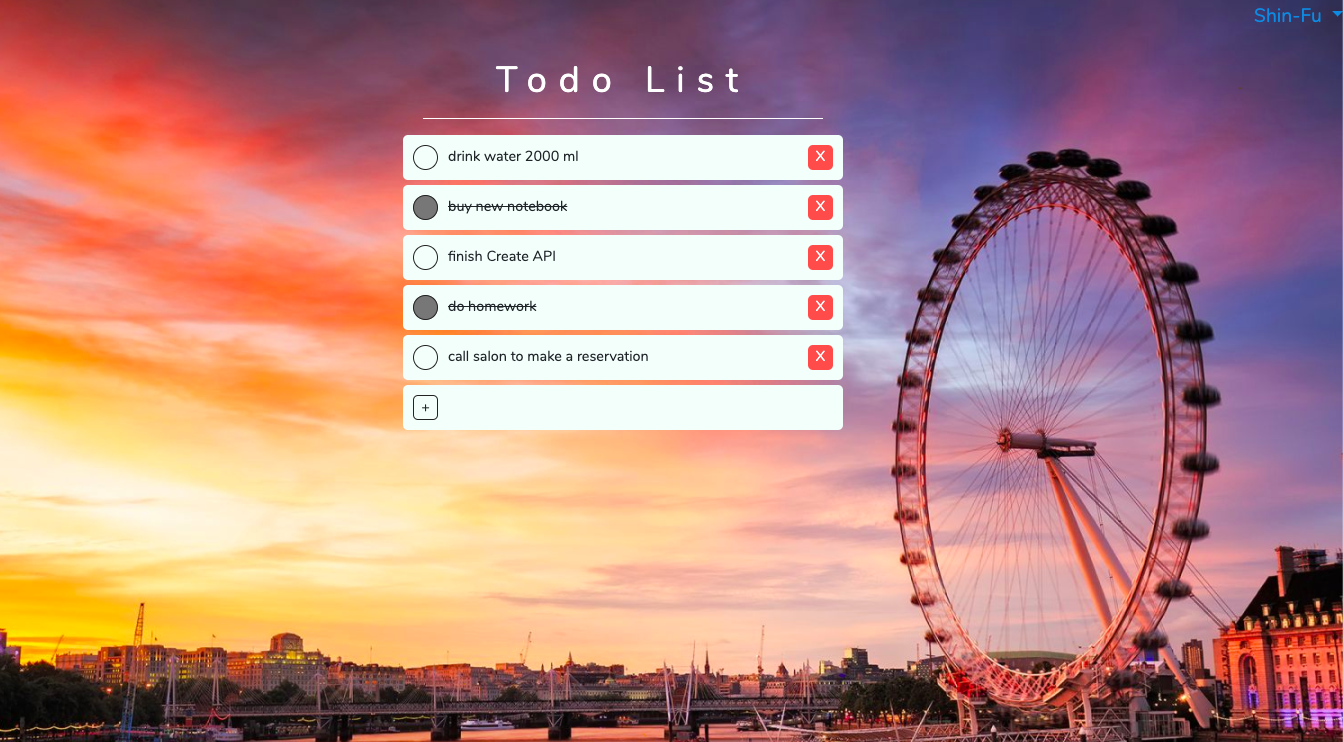 Shin-Fu
Todo List
drink water 2000 ml
X
buy new notebook
X
finish Create API
X
do homework
X
call salon to make a reservation
X
+